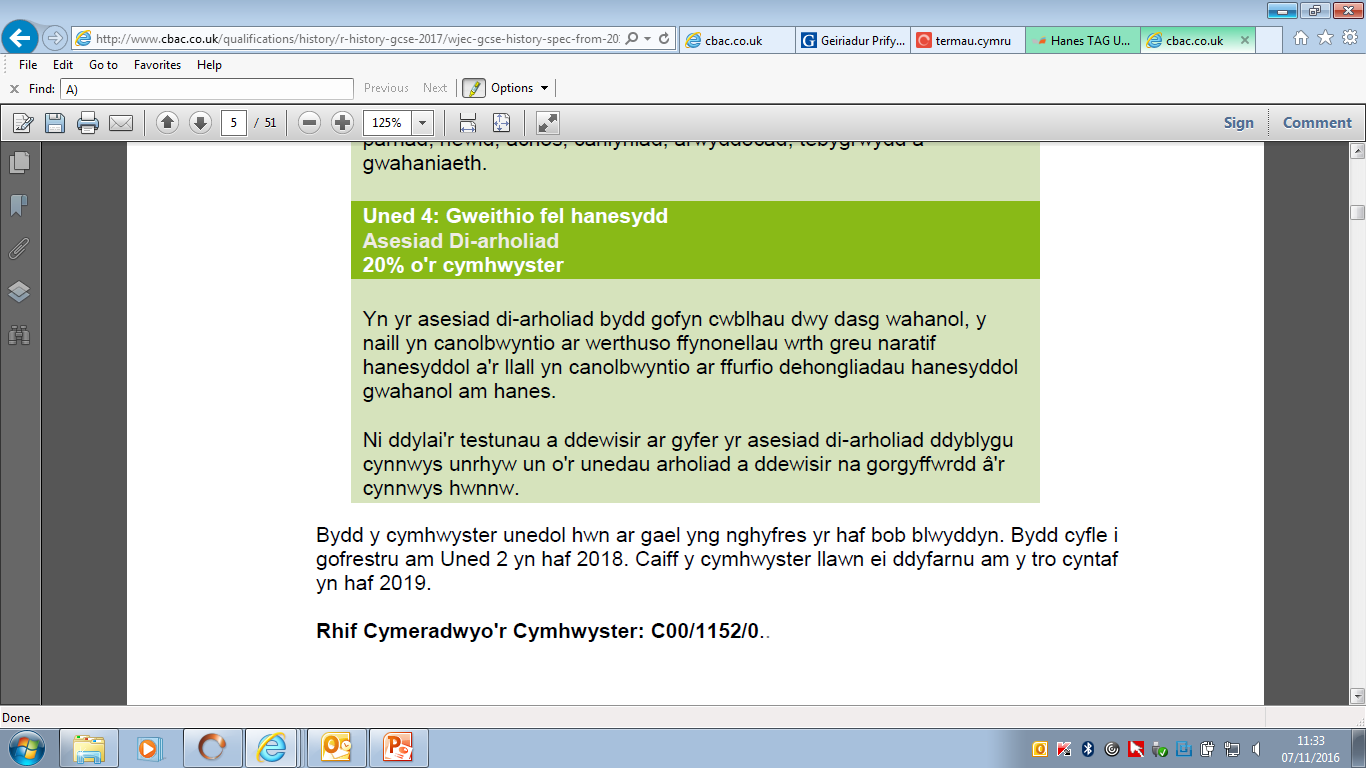 http://www.cbac.co.uk/qualifications/history/r-history-gcse-2017/wjec-gcse-history-spec-from-20
cbac.co.uk
Geiriadur Prify...
termau.cymru
Hanes TAG U...
cbac.co.uk
File Edit Go to Favorites Help
Find: A) Previous Next Options
5 / 51 125% Sign Comment
gwahaniaeth.
Uned 4: Gweithio fel hanesydd
Asesiad Di-arholiad
20% o'r cymhwyster
Yn yr asesiad di-arholiad bydd gofyn cwblhau dwy dasg wahanol, y
naill yn canolbwyntio ar werthuso ffynonellau wrth greu naratif
hanesyddol a'r llall yn canolbwyntio ar ffurfio dehongliadau hanesyddol
gwahanol am hanes.
Ni ddylai'r testunau a ddewisir ar gyfer yr asesiad di-arholiad ddyblygu
cynnwys unrhyw un o'r unedau arholiad a ddewisir na gorgyffwrdd â'r
cynnwys hwnnw.
Bydd y cymhwyster unedol hwn ar gael yng nghyfres yr haf bob blwyddyn. Bydd cyfle i
gofrestru am Uned 2 yn haf 2018. Caiff y cymhwyster llawn ei ddyfarnu am y tro cyntaf
yn haf 2019.
Rhif Cymeradwyo'r Cymhwyster: C00/1152/0..
Done
11:33
07/11/2016